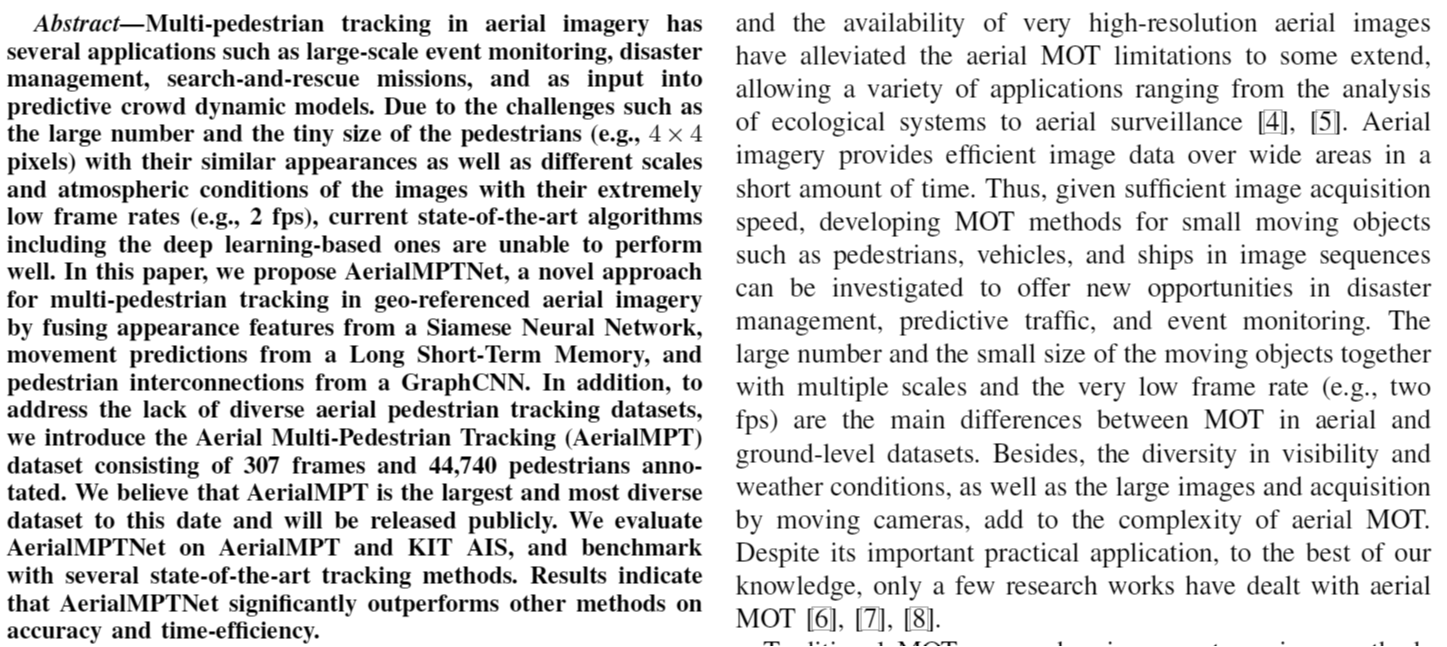 Abstract—Multi-pedestrian tracking in aerial imagery has
several applications such as large-scale event monitoring, disaster
management, search-and-rescue missions, and as input into
predictive crowd dynamic models. Due to the challenges such as
the large number and the tiny size of the pedestrians (e.g., 4 × 4
pixels) with their similar appearances as well as different scales
and atmospheric conditions of the images with their extremely
low frame rates (e.g., 2 fps), current state-of-the-art algorithms
including the deep learning-based ones are unable to perform
well. In this paper, we propose AerialMPTNet, a novel approach
for multi-pedestrian tracking in geo-referenced aerial imagery
by fusing appearance features from a Siamese Neural Network,
movement predictions from a Long Short-Term Memory, and
pedestrian interconnections from a GraphCNN. In addition, to
address the lack of diverse aerial pedestrian tracking datasets,
we introduce the Aerial Multi-Pedestrian Tracking (AerialMPT)
dataset consisting of 307 frames and 44,740 pedestrians anno-
tated. We believe that AerialMPT is the largest and most diverse
dataset to this date and will be released publicly. We evaluate
AerialMPTNet on AerialMPT and KIT AIS, and benchmark
with several state-of-the-art tracking methods. Results indicate
that AerialMPTNet significantly outperforms other methods on
accuracy and time-efficiency.
and the availability of very high-resolution aerial images
have alleviated the aerial MOT limitations to some extend,
allowing a variety of applications ranging from the analysis
of ecological systems to aerial surveillance [4], [5]. Aerial
imagery provides efficient image data over wide areas in a
short amount of time. Thus, given sufficient image acquisition
speed, developing MOT methods for small moving objects
such as pedestrians, vehicles, and ships in image sequences
can be investigated to offer new opportunities in disaster
management, predictive traffic, and event monitoring. The
large number and the small size of the moving objects together
with multiple scales and the very low frame rate (e.g., two
fps) are the main differences between MOT in aerial and
ground-level datasets. Besides, the diversity in visibility and
weather conditions, as well as the large images and acquisition
by moving cameras, add to the complexity of aerial MOT.
Despite its important practical application, to the best of our
knowledge, only a few research works have dealt with aerial
MOT [6], [7], [8].